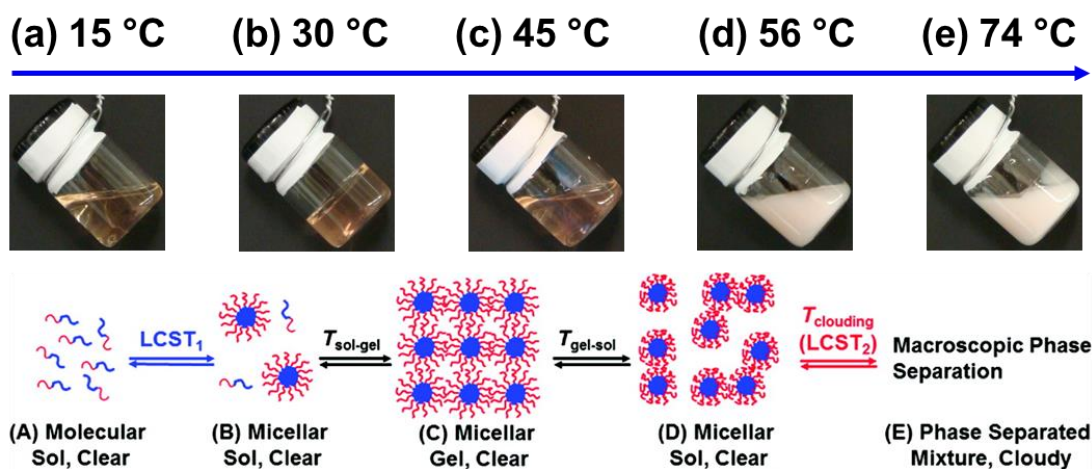 (a) 15 °C (b) 30 °C (c) 45 °C (d) 56 °C (e) 74 °C
LCST1
Tsol-gel
Tgel-sol
Tclouding
(LCST2)
Macroscopic Phase
Separation
(A) Molecular
Sol, Clear
(B) Micellar
Sol, Clear
(C) Micellar
Gel, Clear
(D) Micellar
Sol, Clear
(E) Phase Separated
Mixture, Cloudy